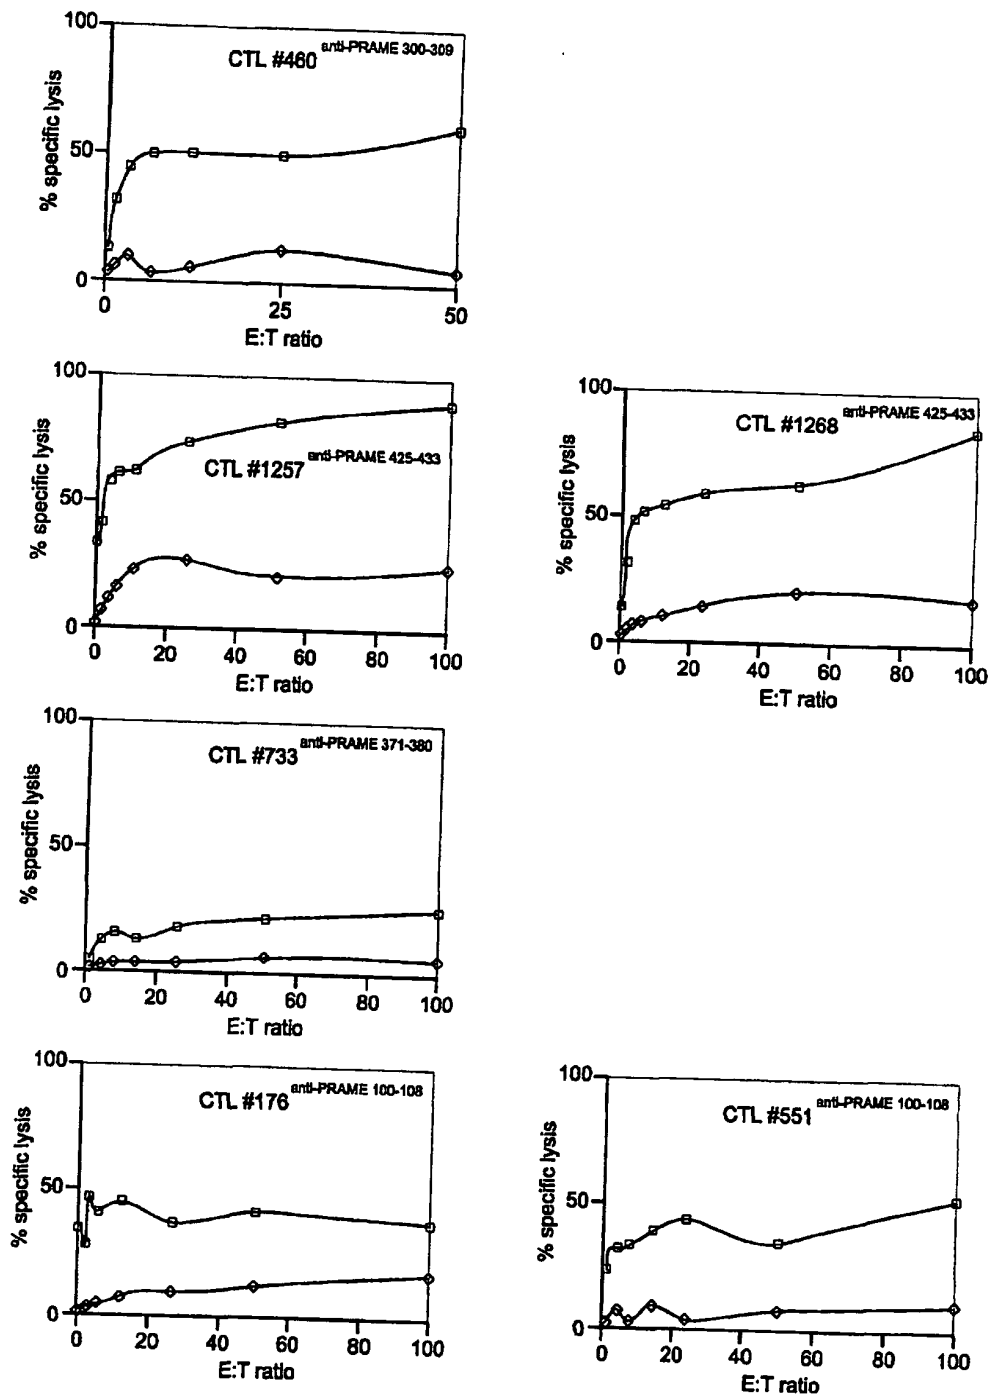 100
CTL #460 anti-PRAME 300-309
% specific lysis
50
0
0 25 50
E:T ratio
100
CTL #1257 anti-PRAME 425-433
% specific lysis
50
0
0 20 40 60 80 100
E:T ratio
100
CTL #1268 anti-PRAME 425-433
% specific lysis
50
0
0 20 40 60 80 100
E:T ratio
100
CTL #733 anti-PRAME 371-380
% specific lysis
50
0
0 20 40 60 80 100
E:T ratio
100
CTL #176 anti-PRAME 100-108
% specific lysis
50
0
0 20 40 60 80 100
E:T ratio
100
CTL #551 anti-PRAME 100-108
% specific lysis
50
0
0 20 40 60 80 100
E:T ratio